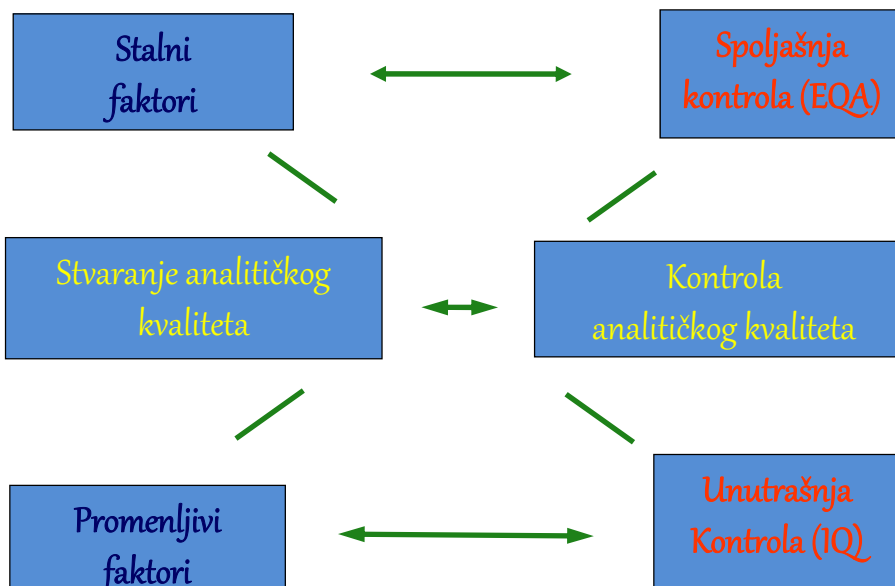 Stalni
faktori
Spoljašnja
kontrola (EQA)
Stvaranje analitičkog
kvaliteta
Kontrola
analitičkog kvaliteta
Promenljivi
faktori
Unutrašnja
Kontrola (IQ)